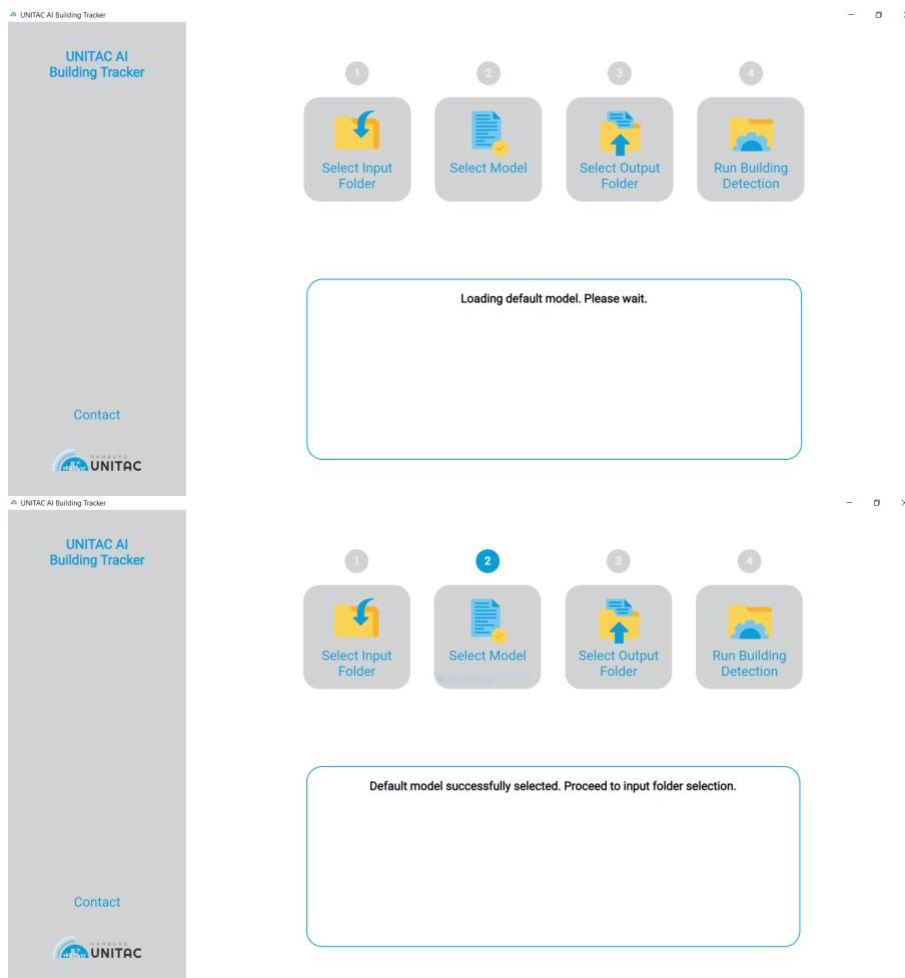 UNITAC AI Building Tracker
UNITAC AI
Building Tracker
1
2
3
4
Select Input
Folder
Select Model
Select Output
Folder
Run Building
Detection
Loading default model. Please wait.
Contact
HAMBURG
UNITAC
UNITAC AI Building Tracker
UNITAC AI
Building Tracker
1
2
3
4
Select Input
Folder
Select Model
Select Output
Folder
Run Building
Detection
Default model successfully selected. Proceed to input folder selection.
Contact
HAMBURG
UNITAC